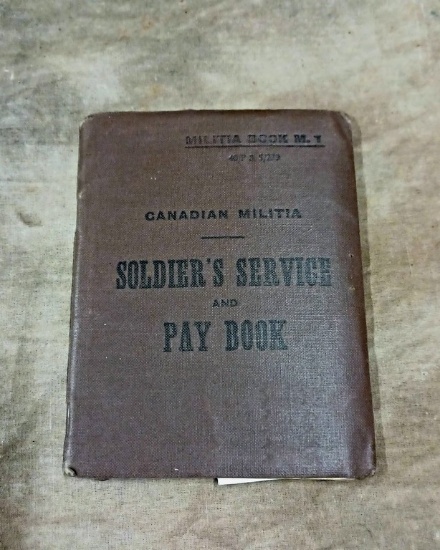 MILITIA BOOK M. 1
CANADIAN MILITIA
SOLDIER'S SERVICE
AND
PAY BOOK